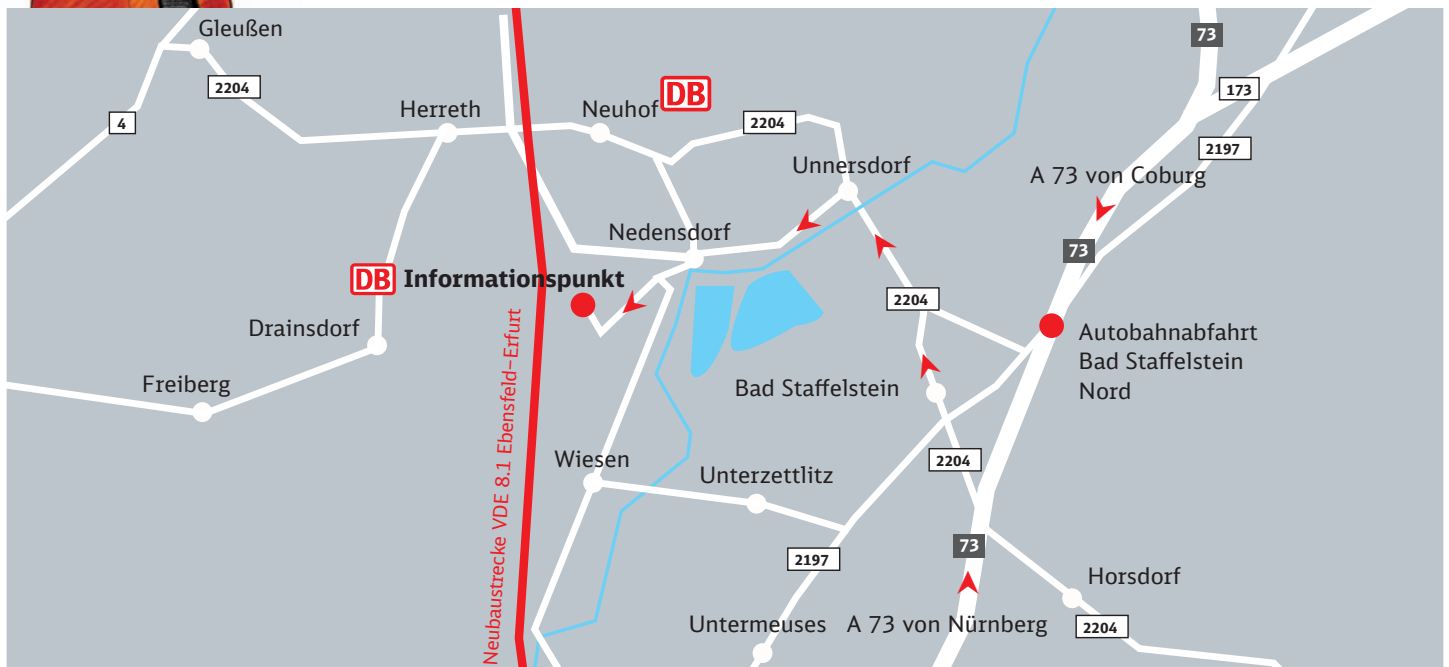 Gleußen
73
2204
173
4
Herreth
Neuhof
DB
2204
2197
Unnersdorf
A 73 von Coburg
Nedensdorf
73
DB Informationspunkt
2204
Drainsdorf
Autobahnabfahrt
Bad Staffelstein
Nord
Freiberg
Bad Staffelstein
Neubaustrecke VDE 8.1 Ebensfeld–Erfurt
Wiesen
Unterzettlitz
2204
73
2197
Horsdorf
Untermeuses
A 73 von Nürnberg
2204